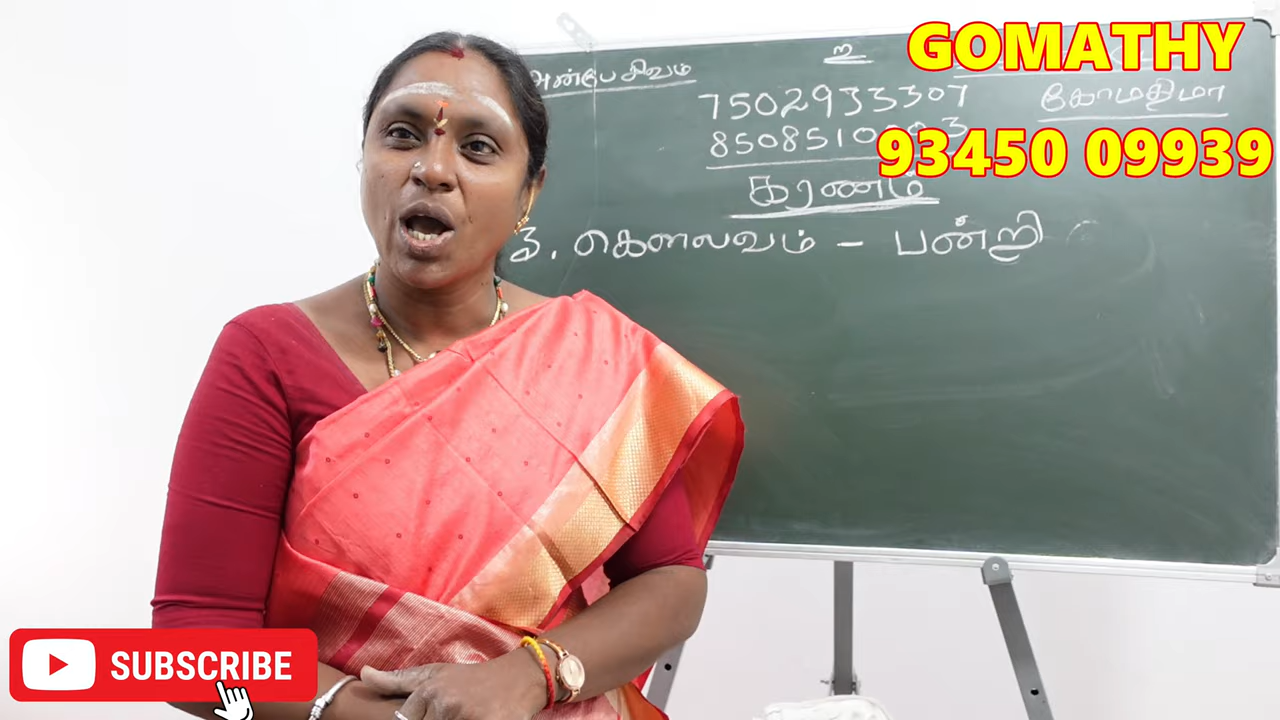 GOMATHY
அன்பே சிவம்
உ
7502933307
கோமதிமா
93450 09939
கரணம்
3. கௌலவம் - பன்றி
SUBSCRIBE